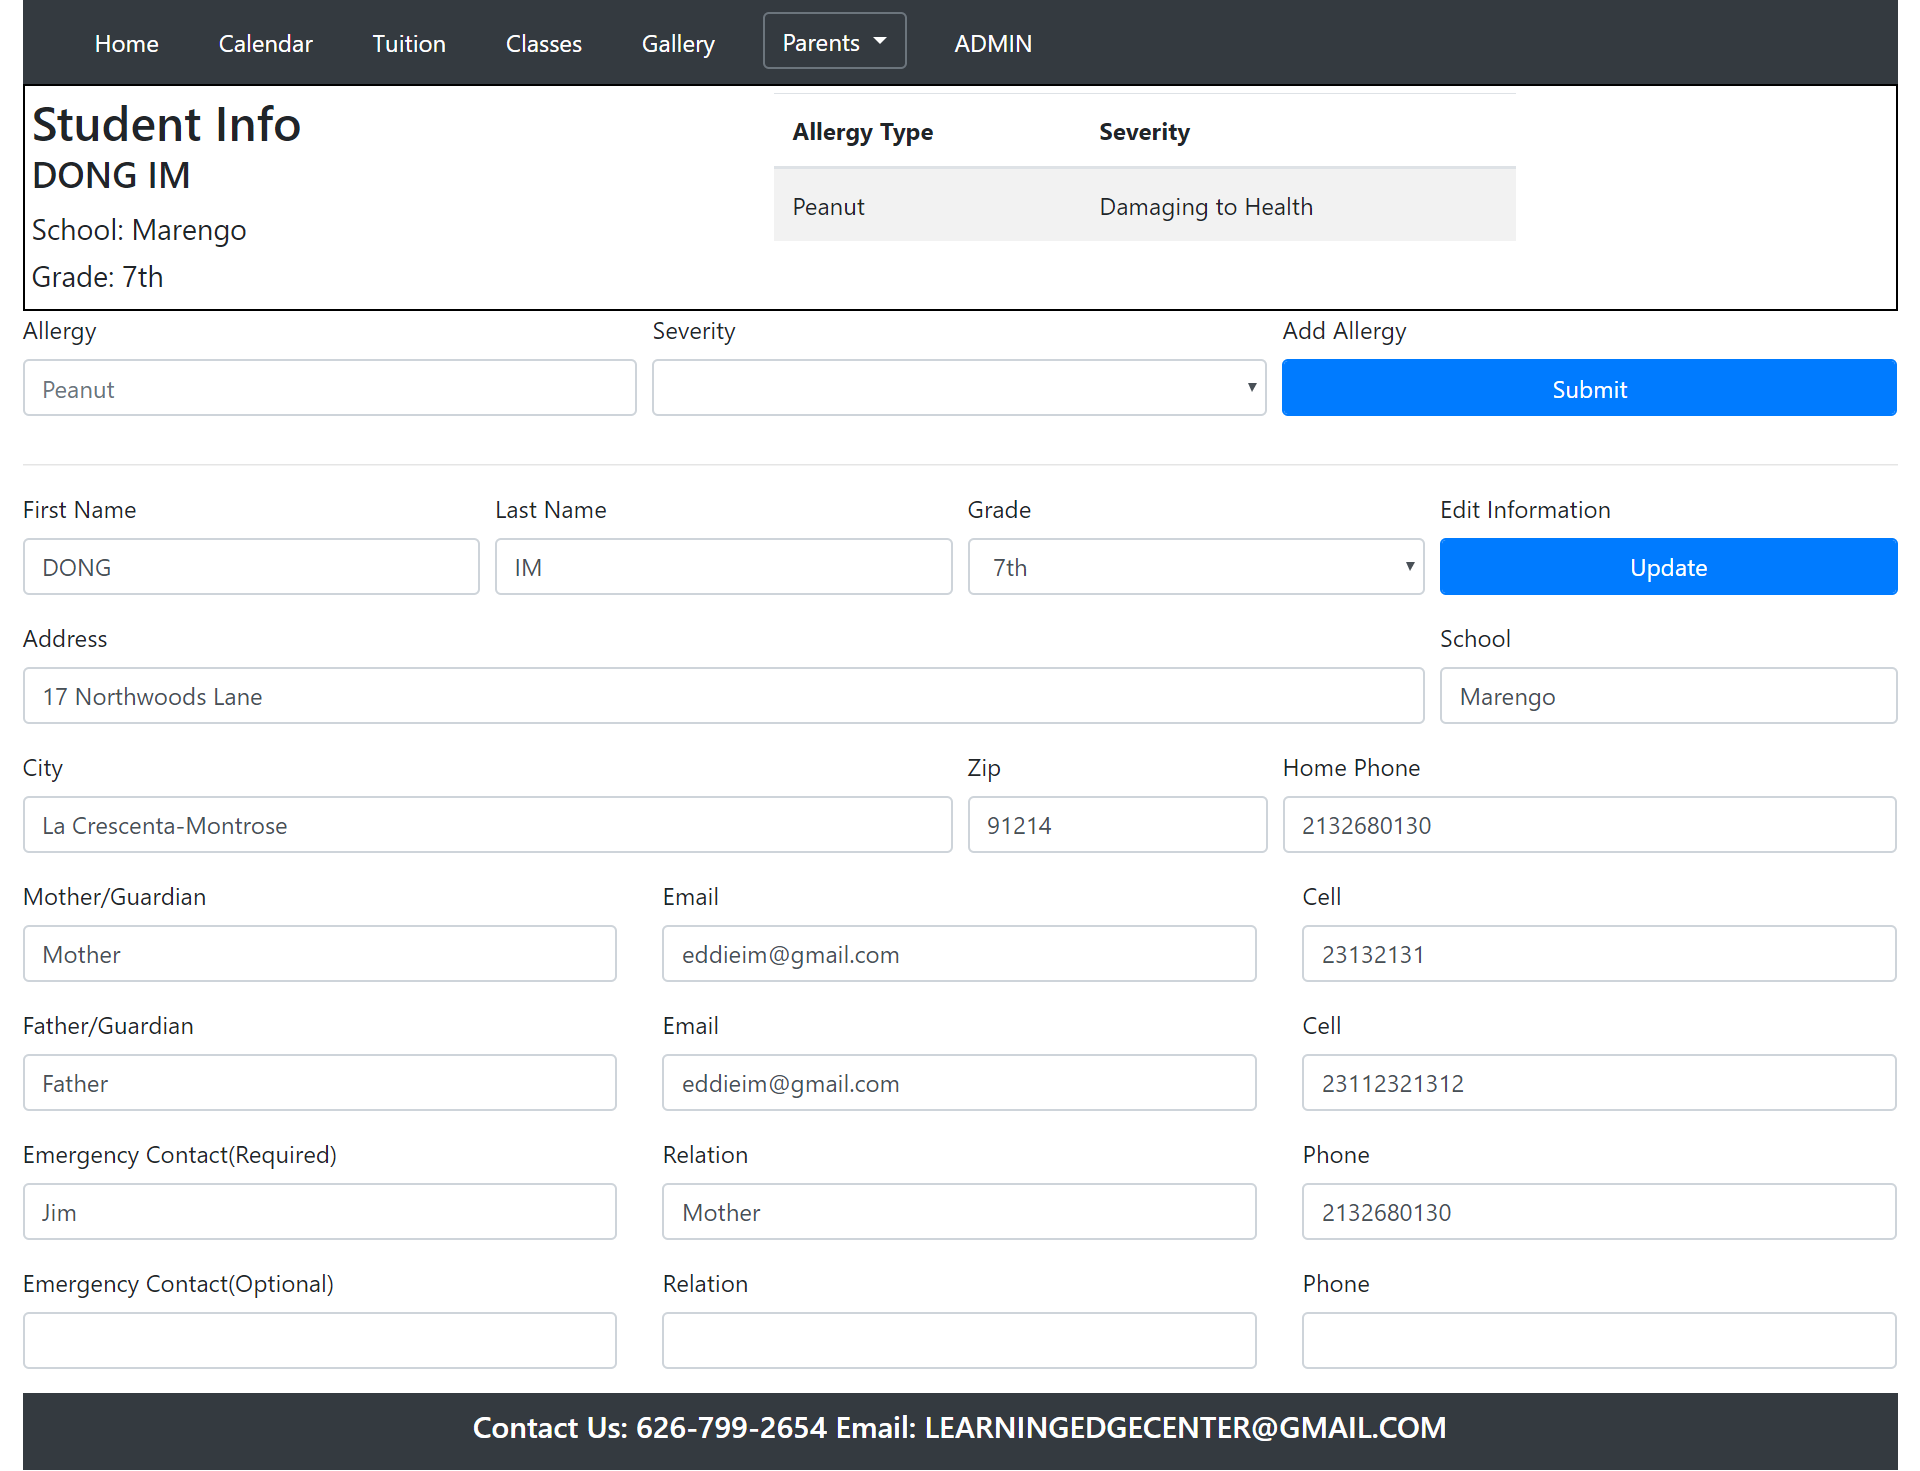 Home Calendar Tuition Classes Gallery Parents ADMIN
Student Info
DONG IM
School: Marengo
Grade: 7th
Allergy Type Severity
Peanut Damaging to Health
Allergy Severity Add Allergy
Peanut Submit
First Name Last Name Grade Edit Information
DONG IM 7th Update
Address School
17 Northwoods Lane Marengo
City Zip Home Phone
La Crescenta-Montrose 91214 2132680130
Mother/Guardian Email Cell
Mother eddieim@gmail.com 23132131
Father/Guardian Email Cell
Father eddieim@gmail.com 23112321312
Emergency Contact(Required) Relation Phone
Jim Mother 2132680130
Emergency Contact(Optional) Relation Phone
Contact Us: 626-799-2654 Email: LEARNINGEDGECENTER@GMAIL.COM